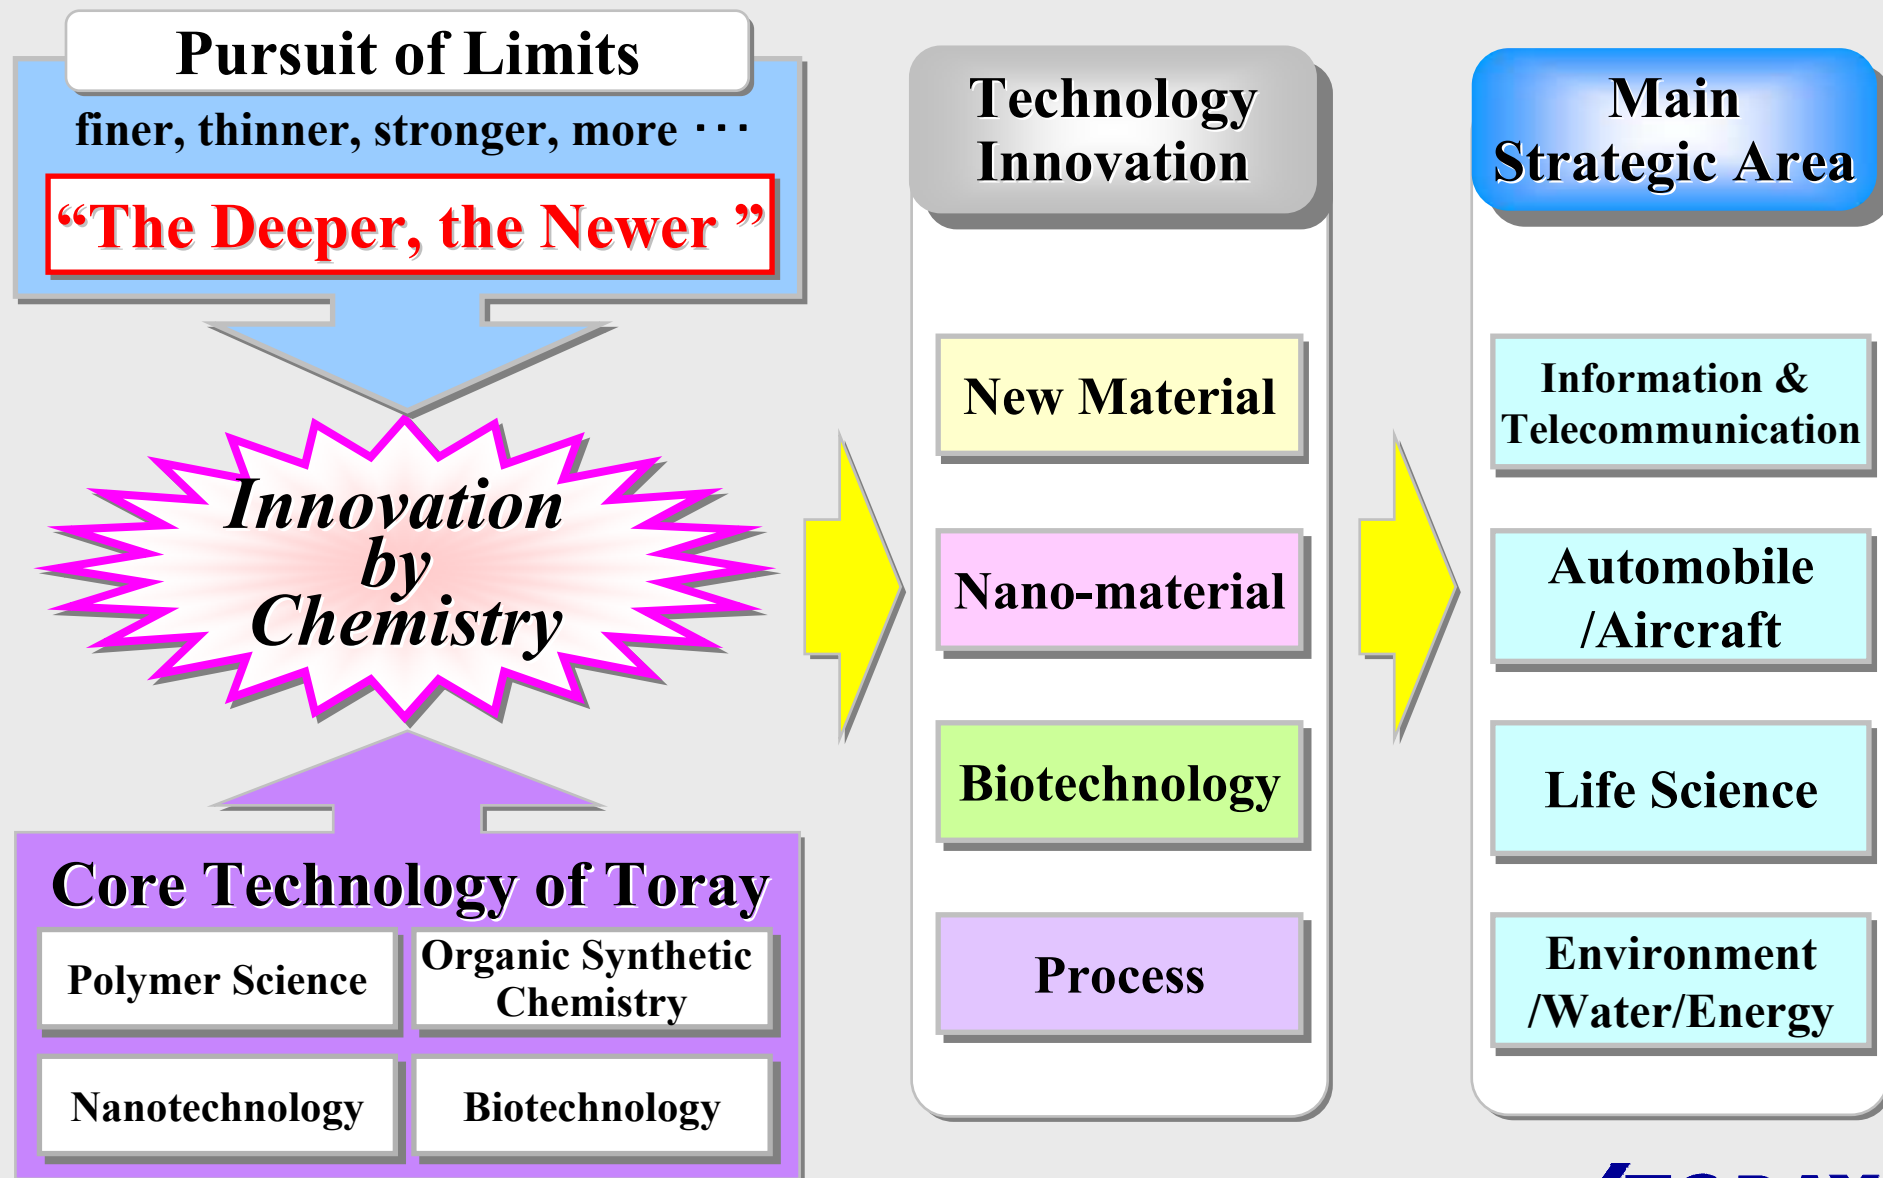 Pursuit of Limits
finer, thinner, stronger, more ···
“The Deeper, the Newer ”
Innovation
by
Chemistry
Core Technology of Toray
Polymer Science
Organic Synthetic
Chemistry
Nanotechnology
Biotechnology
Technology
Innovation
New Material
Nano-material
Biotechnology
Process
Main
Strategic Area
Information &
Telecommunication
Automobile
/Aircraft
Life Science
Environment
/Water/Energy
TORAY